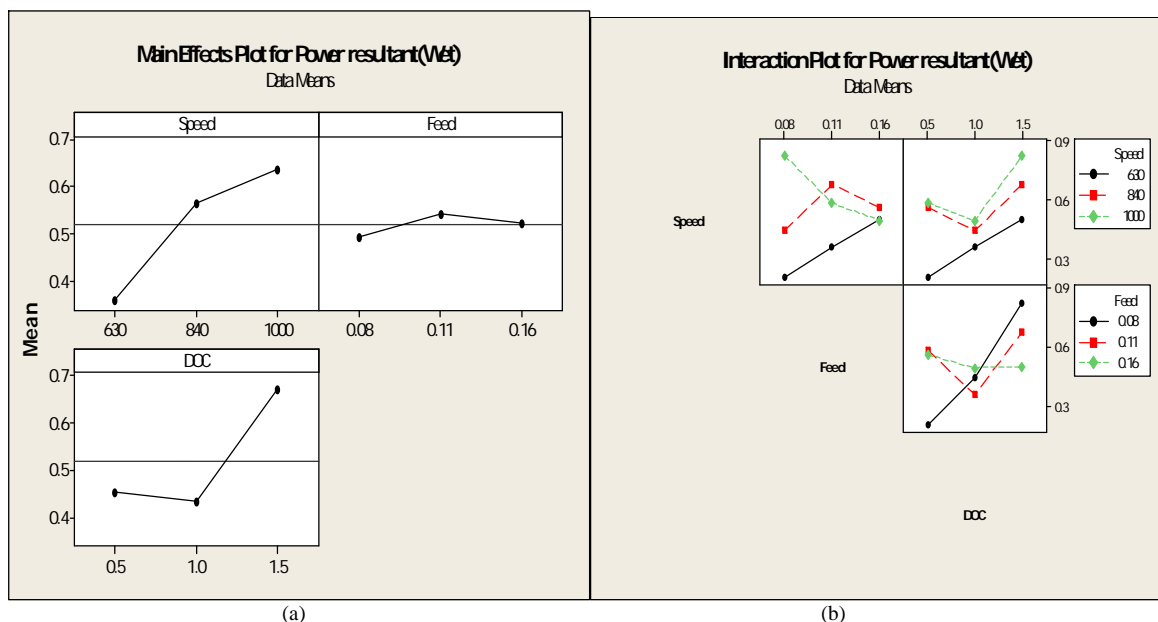 Main Effects Plot for Power resultant(Wet)
Data Means
Speed
Feed
0.7
0.6
0.5
0.4
630
840
1000
0.08
0.11
0.16
DOC
0.7
0.6
0.5
0.4
0.5
1.0
1.5
Mean
(a)
Interaction Plot for Power resultant(Wet)
Data Means
0.08
0.11
0.16
0.5
1.0
1.5
0.9
0.6
0.3
Speed
Speed
630
840
1000
0.9
0.6
0.3
Feed
Feed
0.08
0.11
0.16
DOC
(b)